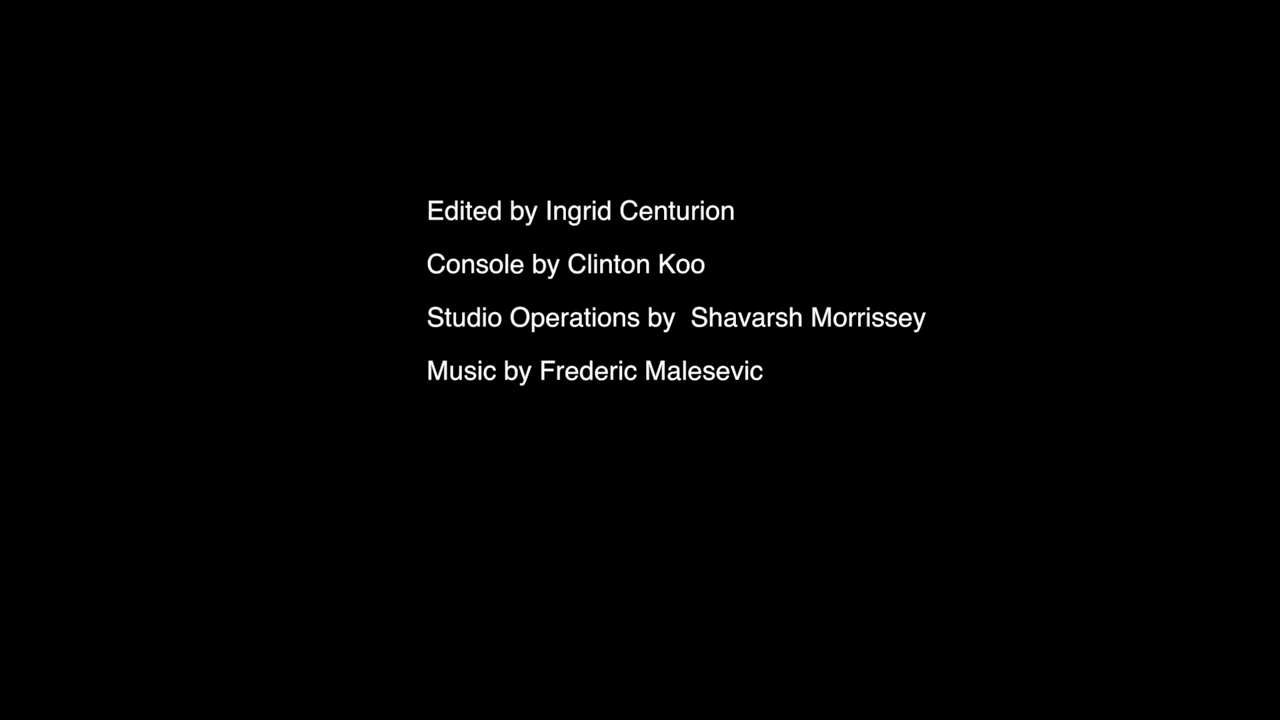 Edited by Ingrid Centurion
Console by Clinton Koo
Studio Operations by  Shavarsh Morrissey
Music by Frederic Malesevic